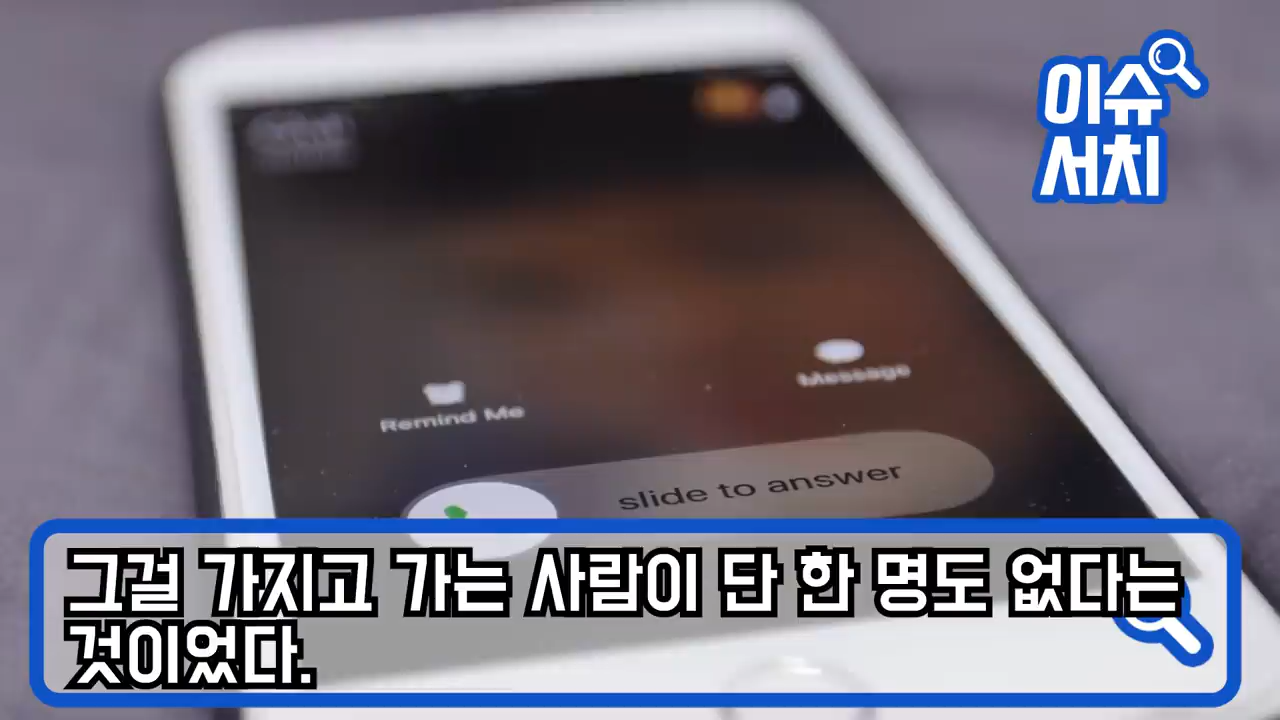 이슈
서치
Remind Me
Message
slide to answer
그걸 가지고 가는 사람이 단 한 명도 없다는
것이었다.